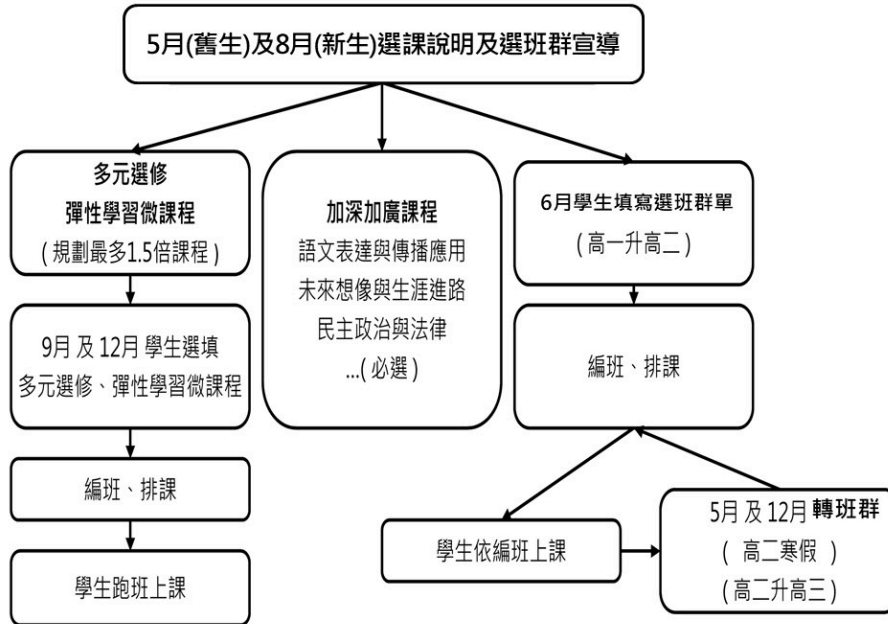 5月(舊生)及8月(新生)選課說明及選班群宣導
多元選修
彈性學習微課程
(規劃最多1.5倍課程)
9月 及 12月 學生選填
多元選修、彈性學習微課程
編班、排課
學生跑班上課
加深加廣課程
語文表達與傳播應用
未來想像與生涯進路
民主政治與法律
...(必選)
6月學生填寫選班群單
(高一升高二)
編班、排課
學生依編班上課
5月 及 12月 轉班群
( 高二寒假 )
(高二升高三)